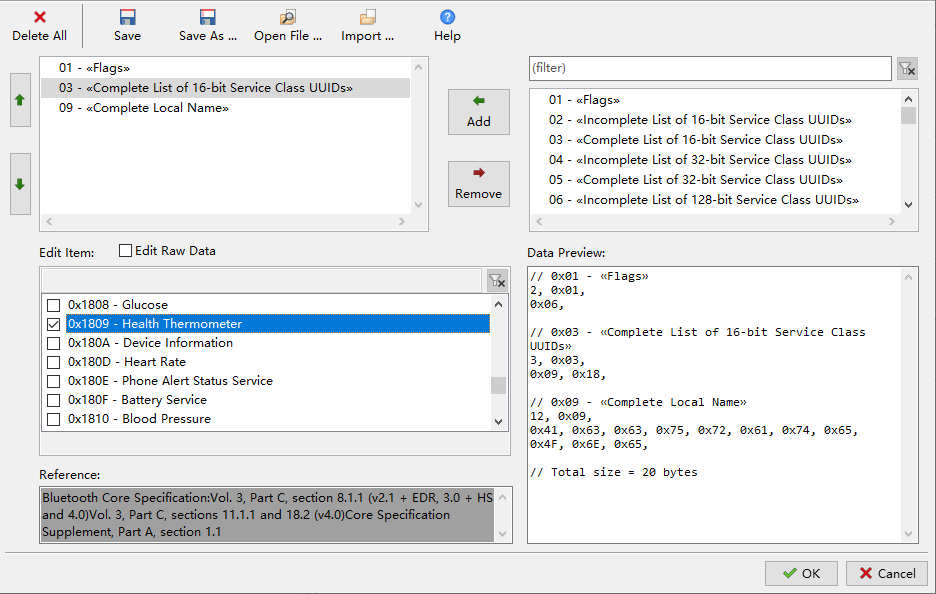 Delete All
Save
Save As ...
Open File ...
Import ...
Help
01 - «Flags»
03 - «Complete List of 16-bit Service Class UUIDs»
09 - «Complete Local Name»
Add
Remove
(filter)
01 - «Flags»
02 - «Incomplete List of 16-bit Service Class UUIDs»
03 - «Complete List of 16-bit Service Class UUIDs»
04 - «Incomplete List of 32-bit Service Class UUIDs»
05 - «Complete List of 32-bit Service Class UUIDs»
06 - «Incomplete List of 128-bit Service Class UUIDs»
Edit Item:
Edit Raw Data
0x1808 - Glucose
0x1809 - Health Thermometer
0x180A - Device Information
0x180D - Heart Rate
0x180E - Phone Alert Status Service
0x180F - Battery Service
0x1810 - Blood Pressure
Reference:
Bluetooth Core Specification:Vol. 3, Part C, section 8.1.1 (v2.1 + EDR, 3.0 + HS
and 4.0)Vol. 3, Part C, sections 11.1.1 and 18.2 (v4.0)Core Specification
Supplement, Part A, section 1.1
Data Preview:
// 0x01 - «Flags»
2, 0x01,
0x06,
// 0x03 - «Complete List of 16-bit Service Class
UUIDs»
3, 0x03,
0x09, 0x18,
// 0x09 - «Complete Local Name»
12, 0x09,
0x41, 0x63, 0x63, 0x75, 0x72, 0x61, 0x74, 0x65,
0x4F, 0x6E, 0x65,
// Total size = 20 bytes
OK
Cancel